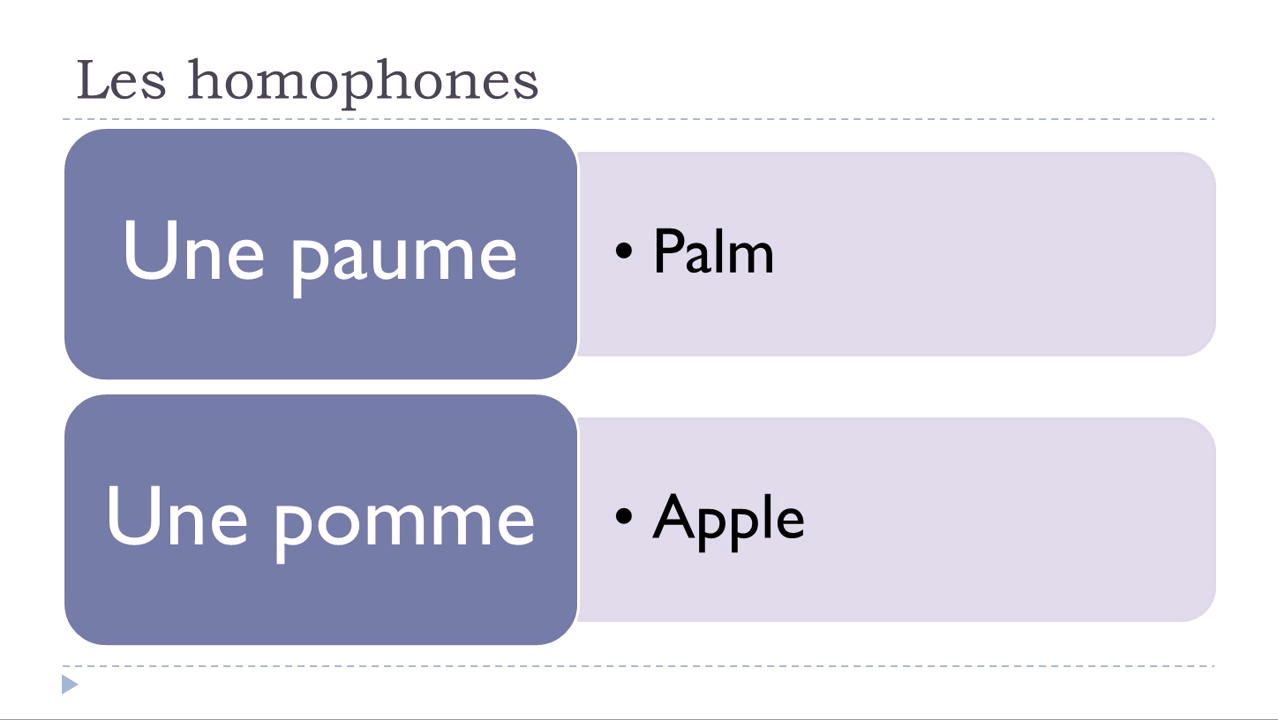 Les homophones
Une paume
• Palm
Une pomme
• Apple